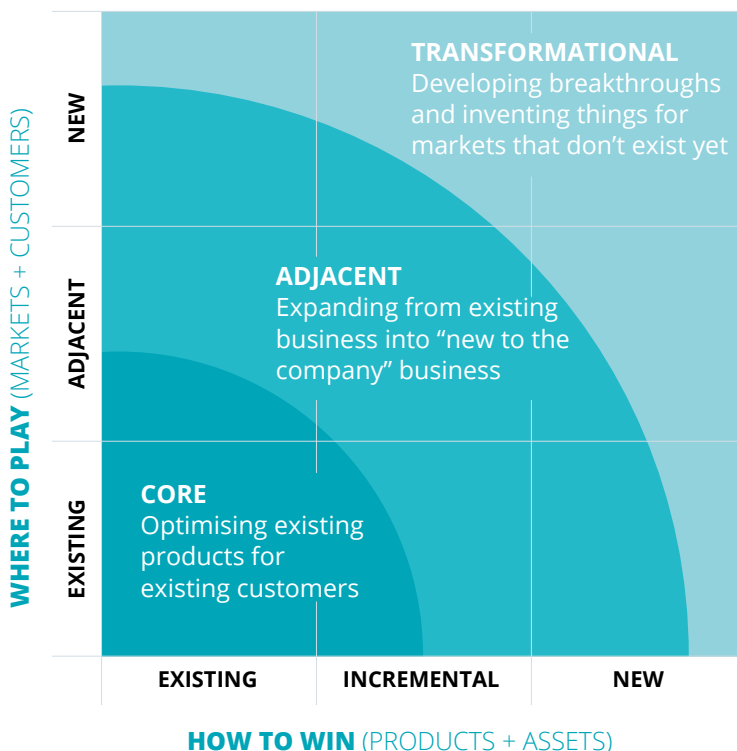 TRANSFORMATIONAL
Developing breakthroughs
and inventing things for
markets that don’t exist yet
ADJACENT
Expanding from existing
business into “new to the
company” business
CORE
Optimising existing
products for
existing customers
WHERE TO PLAY (MARKETS + CUSTOMERS)
NEW
ADJACENT
EXISTING
EXISTING
INCREMENTAL
NEW
HOW TO WIN (PRODUCTS + ASSETS)